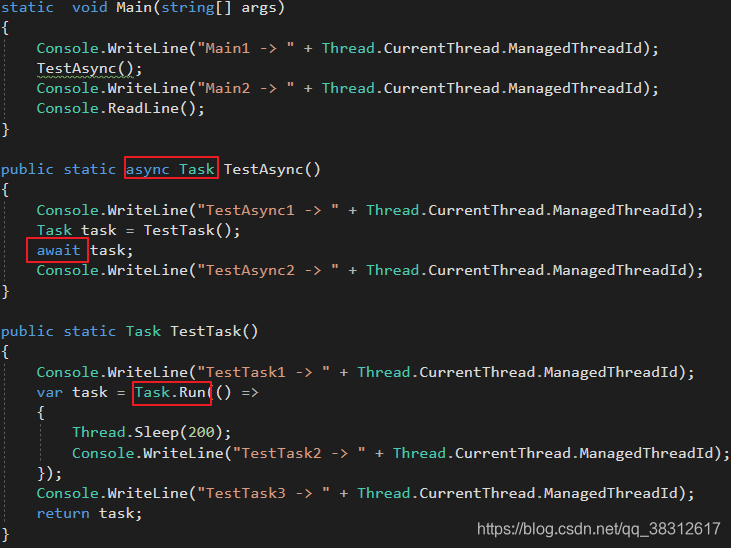 static  void Main(string[] args)
{
    Console.WriteLine("Main1 -> " + Thread.CurrentThread.ManagedThreadId);
    TestAsync();
    Console.WriteLine("Main2 -> " + Thread.CurrentThread.ManagedThreadId);
    Console.ReadLine();
}
public static async Task TestAsync()
{
    Console.WriteLine("TestAsync1 -> " + Thread.CurrentThread.ManagedThreadId);
    Task task = TestTask();
    await task;
    Console.WriteLine("TestAsync2 -> " + Thread.CurrentThread.ManagedThreadId);
}
public static Task TestTask()
{
    Console.WriteLine("TestTask1 -> " + Thread.CurrentThread.ManagedThreadId);
    var task = Task.Run(() =>
    {
        Thread.Sleep(200);
        Console.WriteLine("TestTask2 -> " + Thread.CurrentThread.ManagedThreadId);
    });
    Console.WriteLine("TestTask3 -> " + Thread.CurrentThread.ManagedThreadId);
    return task;
}
https://blog.csdn.net/qq_38312617